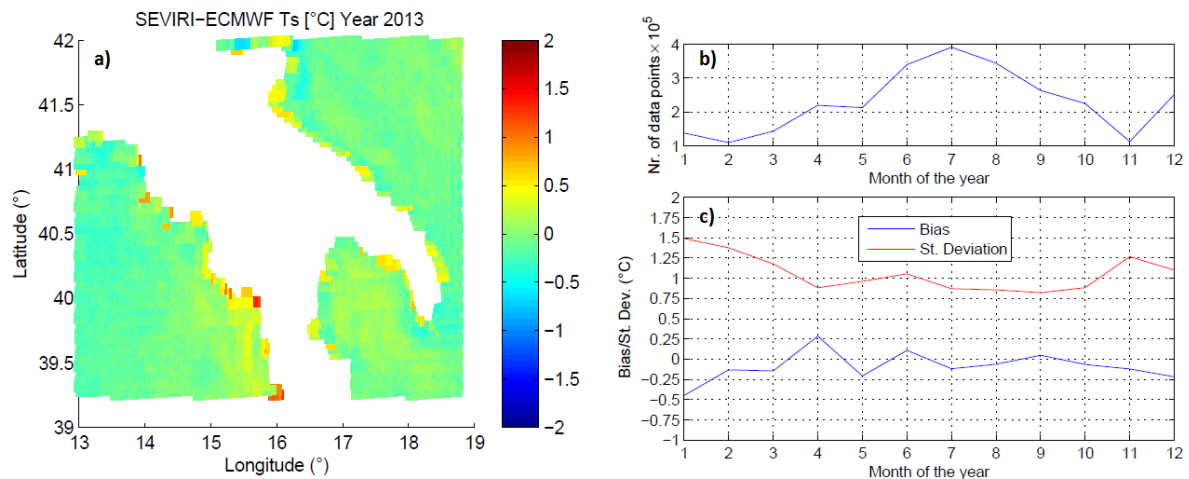 SEVIRI−ECMWF Ts [°C] Year 2013
a)
42
41.5
41
40.5
40
39.5
39
Latitude (°)
13 14 15 16 17 18 19
Longitude (°)
2
1.5
1
0.5
0
−0.5
−1
−1.5
−2
b)
Nr. of data points × 10⁵
4
3
2
1
1 2 3 4 5 6 7 8 9 10 11 12
Month of the year
c)
Bias/St. Dev. (°C)
2
1.75
1.5
1.25
1
0.75
0.5
0.25
0
−0.25
−0.5
−0.75
−1
Bias
St. Deviation
1 2 3 4 5 6 7 8 9 10 11 12
Month of the year